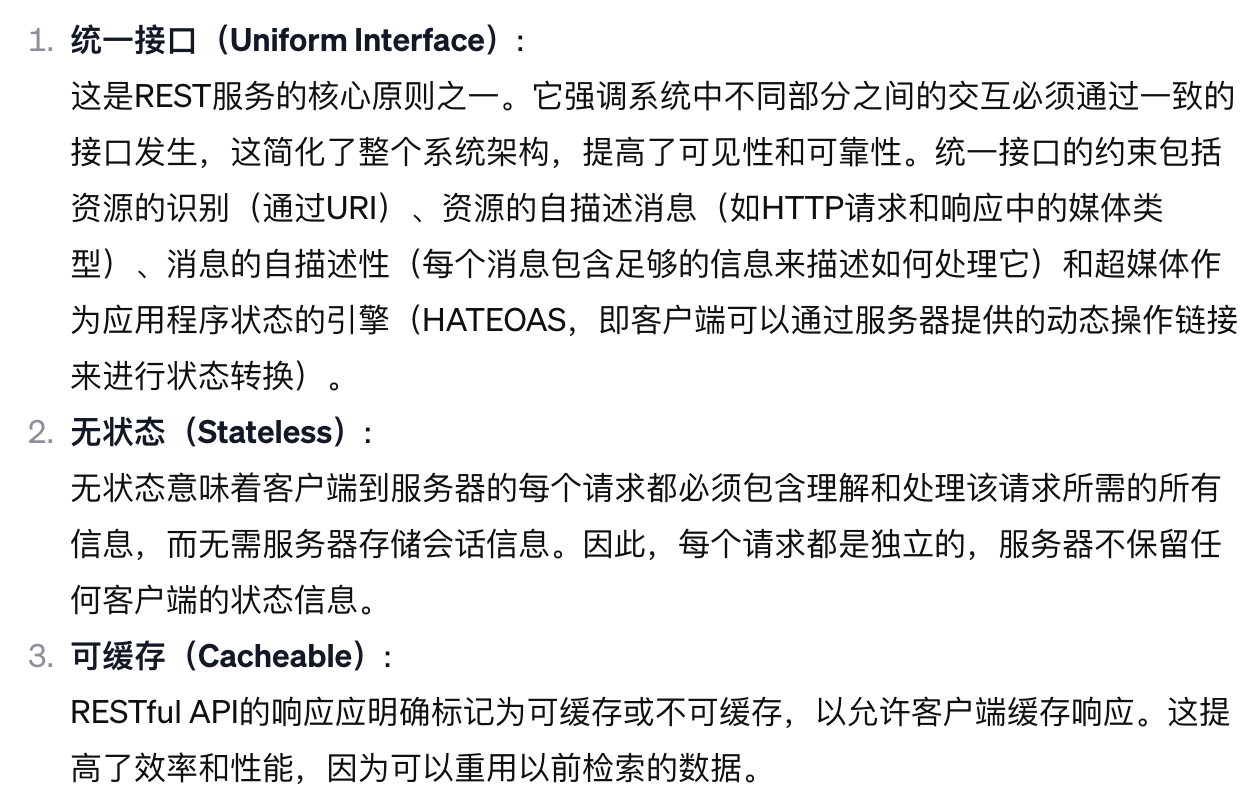 1. 统一接口（Uniform Interface）:
这是REST服务的核心原则之一。它强调系统中不同部分之间的交互必须通过一致的
接口发生，这简化了整个系统架构，提高了可见性和可靠性。统一接口的约束包括
资源的识别（通过URI）、资源的自描述消息（如HTTP请求和响应中的媒体类
型）、消息的自描述性（每个消息包含足够的信息来描述如何处理它）和超媒体作
为应用程序状态的引擎（HATEOAS，即客户端可以通过服务器提供的动态操作链接
来进行状态转换）。
2. 无状态（Stateless）:
无状态意味着客户端到服务器的每个请求都必须包含理解和处理该请求所需的所有
信息，而无需服务器存储会话信息。因此，每个请求都是独立的，服务器不保留任
何客户端的状态信息。
3. 可缓存（Cacheable）:
RESTful API的响应应明确标记为可缓存或不可缓存，以允许客户端缓存响应。这提
高了效率和性能，因为可以重用以前检索的数据。